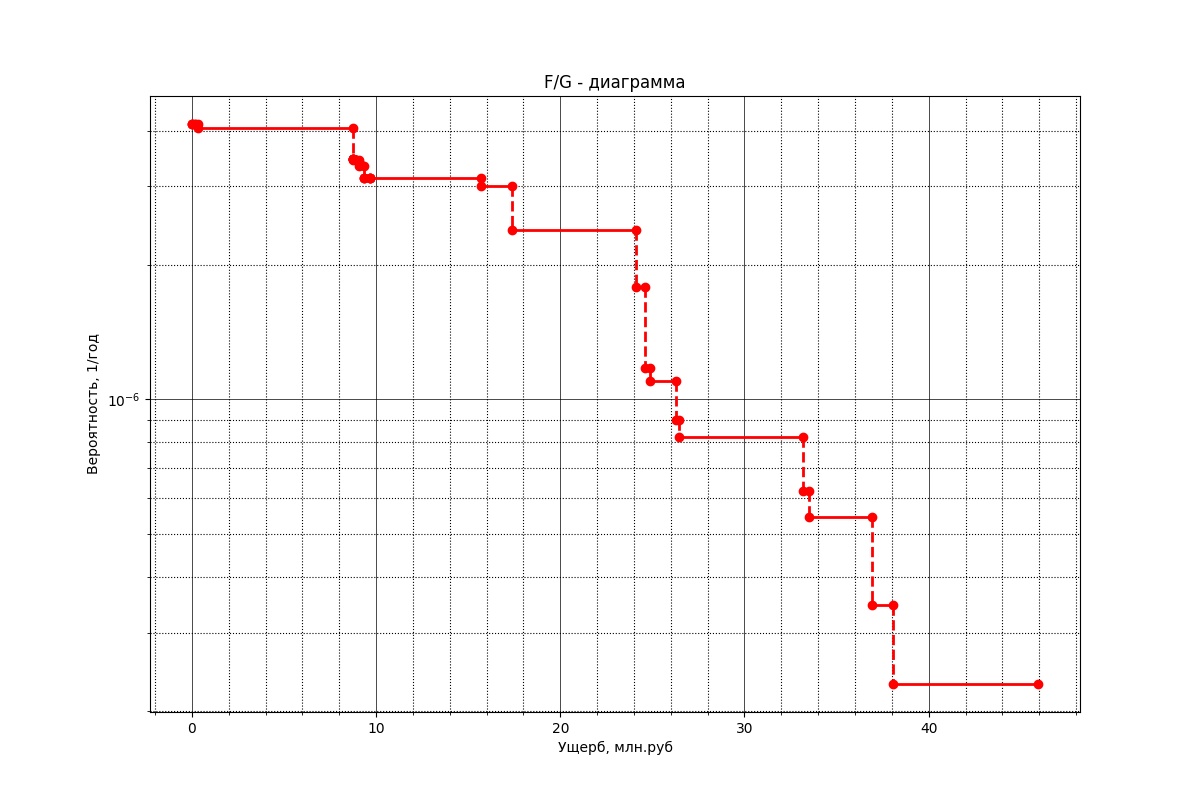 F/G - диаграмма
Вероятность, 1/год
10⁻⁶
0 10 20 30 40
Ущерб, млн.руб